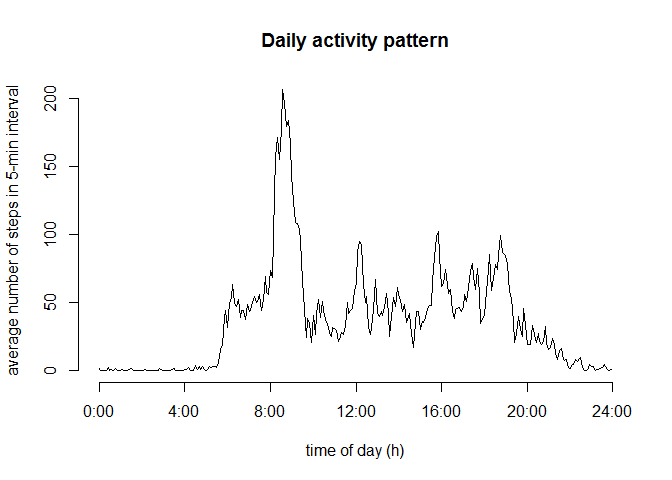 Daily activity pattern
average number of steps in 5-min interval
200
150
100
50
0
0:00 4:00 8:00 12:00 16:00 20:00 24:00
time of day (h)